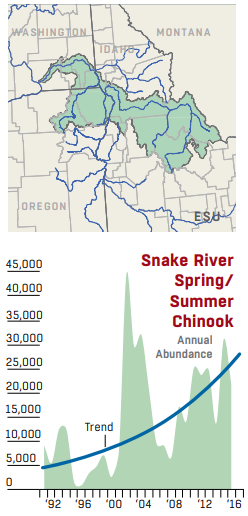 WASHINGTON
MONTANA
IDAHO
OREGON
ESU
Snake River
Spring/
Summer
Chinook
Annual
Abundance
45,000
40,000
35,000
30,000
25,000
20,000
15,000
10,000
5,000
0
Trend
'92 '96 '00 '04 '08 '12 '16